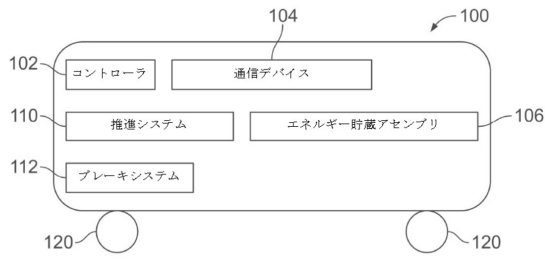 100
104
102 コントローラ 通信デバイス
110 推進システム エネルギー貯蔵アセンブリ 106
112 ブレーキシステム
120 120